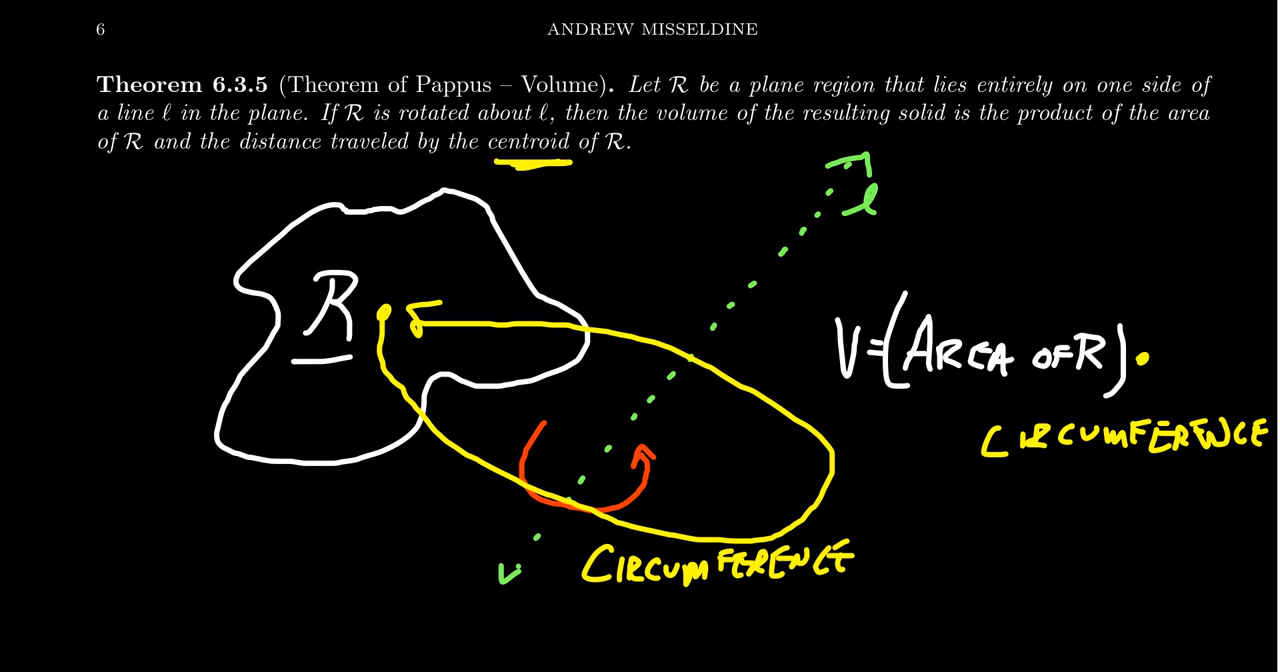 6 ANDREW MISSELDINE
Theorem 6.3.5 (Theorem of Pappus – Volume). Let ℛ be a plane region that lies entirely on one side of
a line ℓ in the plane. If ℛ is rotated about ℓ, then the volume of the resulting solid is the product of the area
of ℛ and the distance traveled by the centroid of ℛ.
ℓ
R
V=(AREA OF R)·
CIRCUMFERENCE
CIRCUMFERENCE